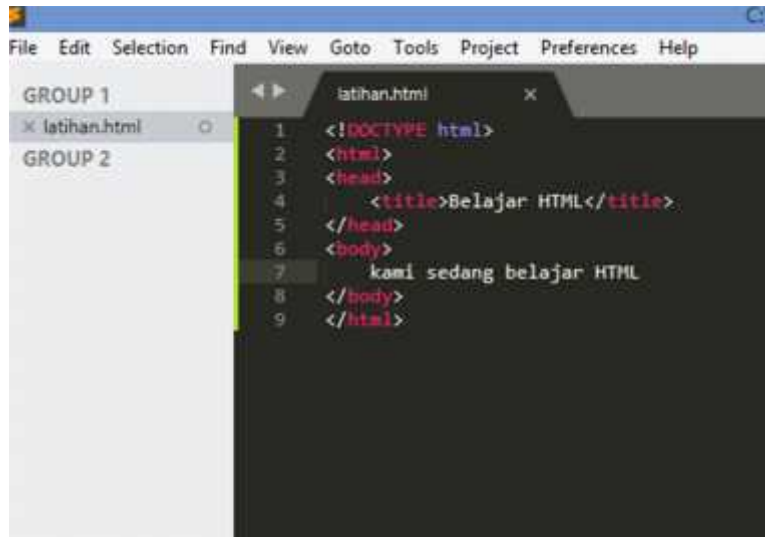 C:
File Edit Selection Find View Goto Tools Project Preferences Help
GROUP 1
× latihan.html
GROUP 2
latihan.html ×
1 <!DOCTYPE html>
2 <html>
3 <head>
4 <title>Belajar HTML</title>
5 </head>
6 <body>
7 kami sedang belajar HTML
8 </body>
9 </html>